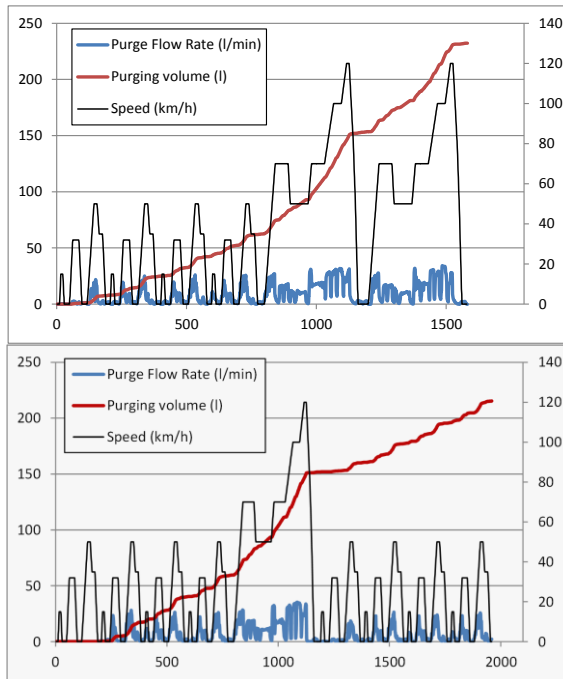 250 140
Purge Flow Rate (l/min)
120
200 Purging volume (l)
Speed (km/h) 100
150
80
100 60
40
50
20
0 0
0 500 1000 1500
250 140
Purge Flow Rate (l/min)
120
200 Purging volume (l)
Speed (km/h) 100
150
80
100 60
40
50
20
0 0
0 500 1000 1500 2000